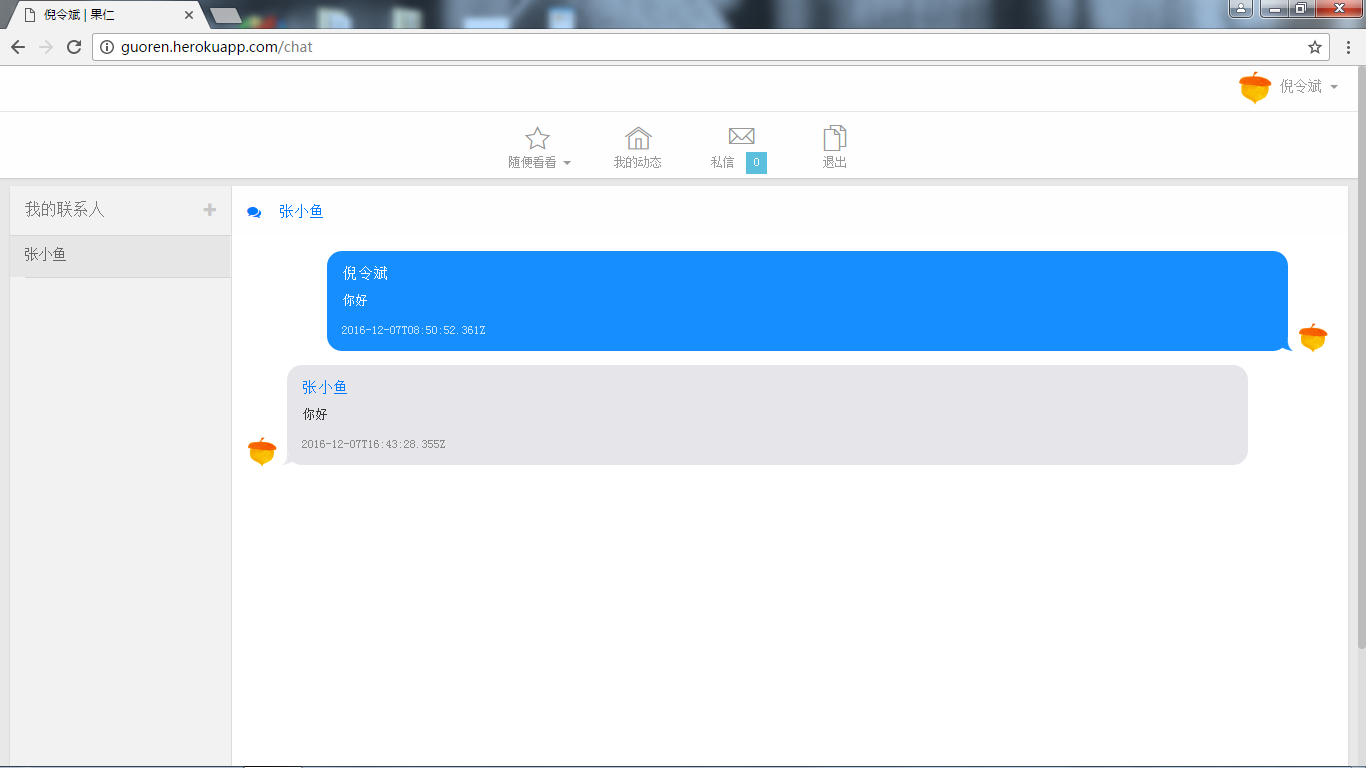 倪令斌 | 果仁
guoren.herokuapp.com/chat
倪令斌
随便看看
我的动态
私信 0
退出
我的联系人
张小鱼
张小鱼
倪令斌
你好
2016-12-07T08:50:52.361Z
张小鱼
你好
2016-12-07T16:43:28.355Z